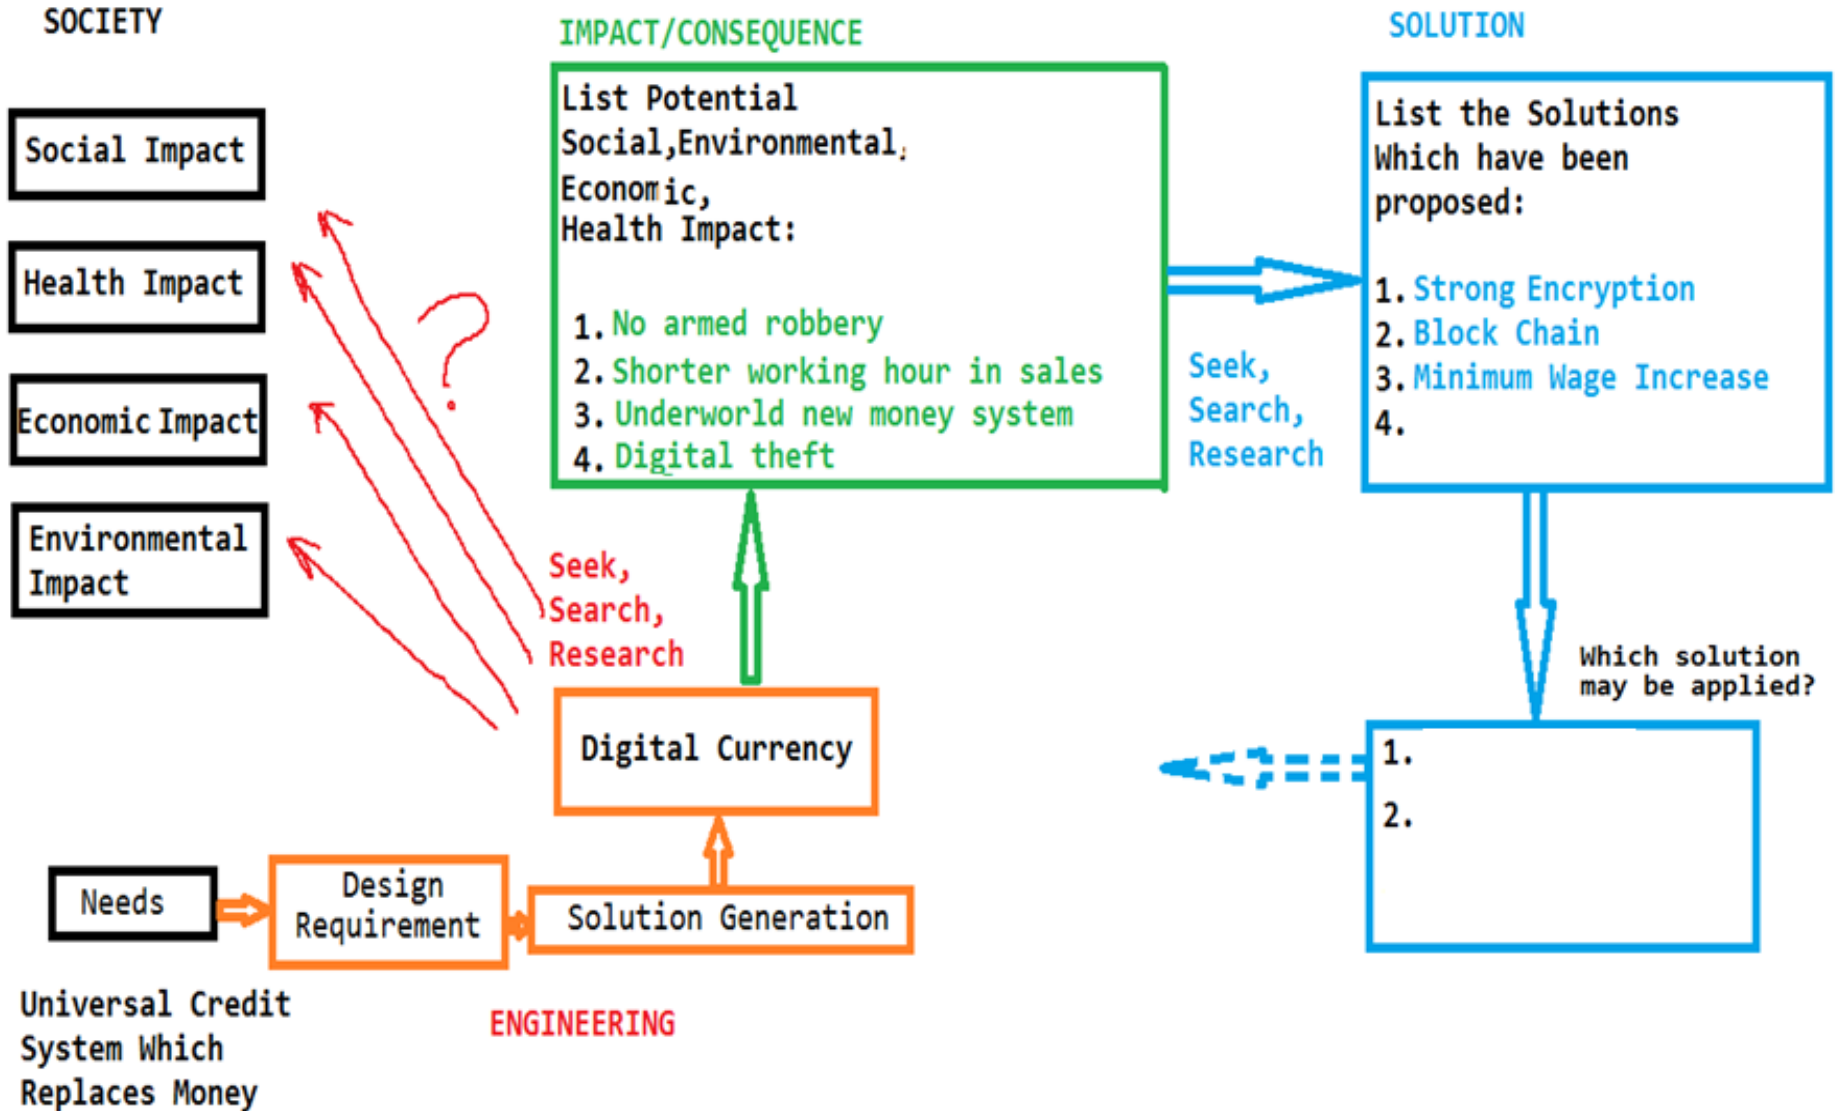 SOCIETY
Social Impact
Health Impact
Economic Impact
Environmental
Impact
?
IMPACT/CONSEQUENCE
List Potential
Social,Environmental,
Economic,
Health Impact:
1. No armed robbery
2. Shorter working hour in sales
3. Underworld new money system
4. Digital theft
Seek,
Search,
Research
SOLUTION
List the Solutions
Which have been
proposed:
1. Strong Encryption
2. Block Chain
3. Minimum Wage Increase
4.
Seek,
Search,
Research
Digital Currency
Which solution
may be applied?
1.
2.
Needs
Design
Requirement
Solution Generation
Universal Credit
System Which
Replaces Money
ENGINEERING